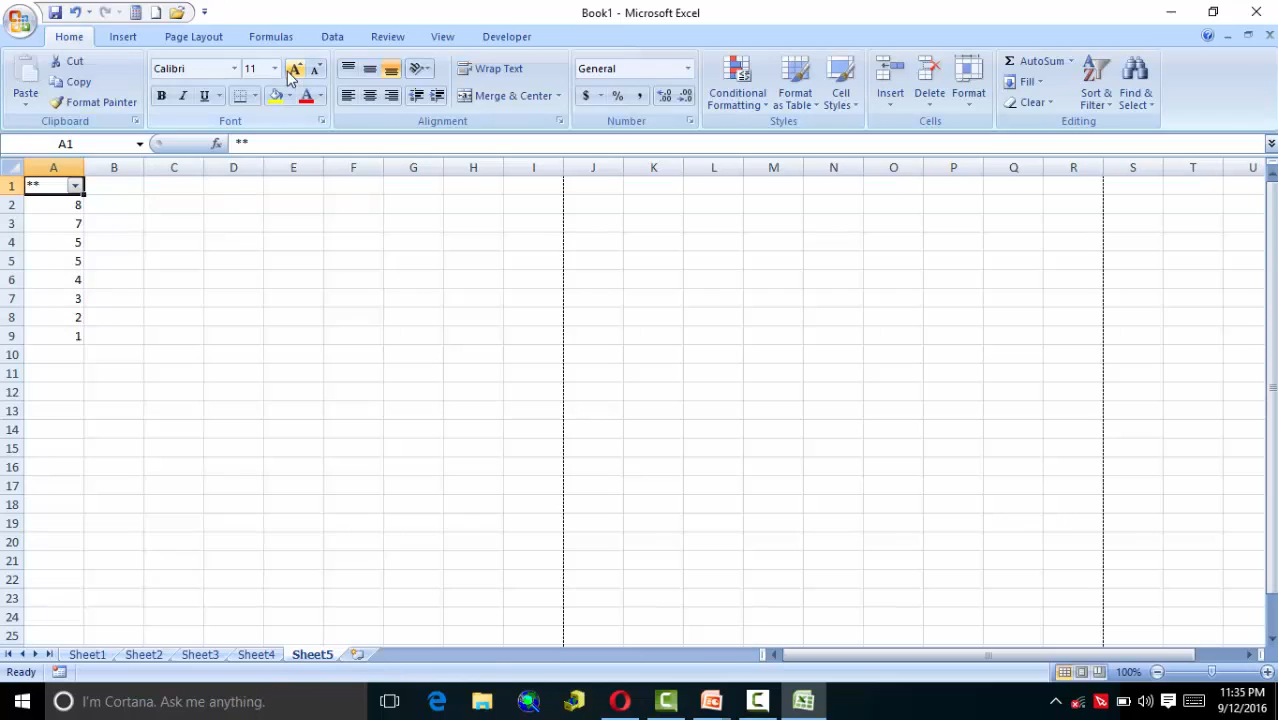 Book1 - Microsoft Excel
Home Insert Page Layout Formulas Data Review View Developer
Paste
Cut
Copy
Format Painter
Clipboard
Calibri 11
A A
B I U A
Font
Wrap Text
Merge & Center
Alignment
General
$ % ,
Number
Conditional Formatting
Format as Table
Cell Styles
Styles
Insert Delete Format
Cells
Σ AutoSum
Fill
Clear
Sort & Filter
Find & Select
Editing
A1 fx **
A B C D E F G H I J K L M N O P Q R S T U
1 **
2 8
3 7
4 5
5 5
6 4
7 3
8 2
9 1
10
11
12
13
14
15
16
17
18
19
20
21
22
23
24
25
Sheet1 Sheet2 Sheet3 Sheet4 Sheet5
Ready 100%
I'm Cortana. Ask me anything.
11:35 PM
9/12/2016